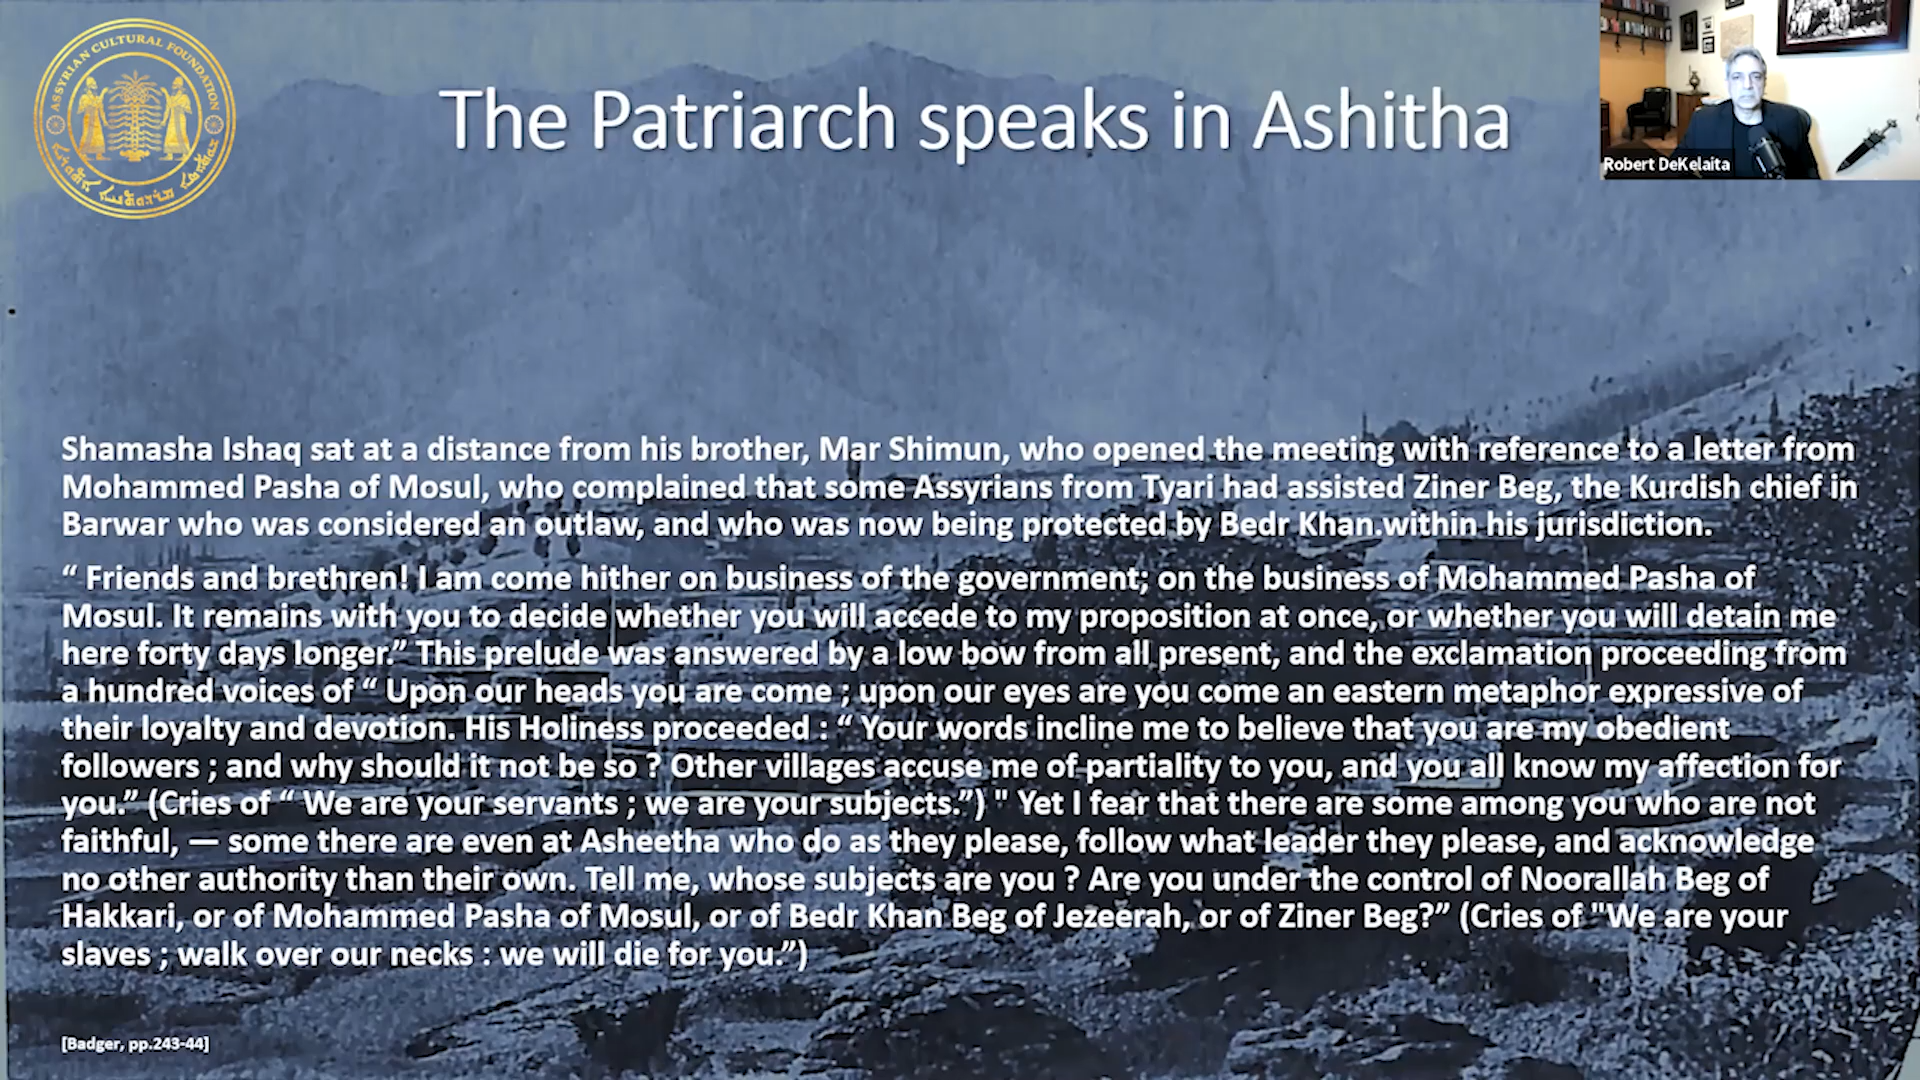 ASSYRIAN CULTURAL FOUNDATION
The Patriarch speaks in Ashitha
Robert DeKelaita
Shamasha Ishaq sat at a distance from his brother, Mar Shimun, who opened the meeting with reference to a letter from
Mohammed Pasha of Mosul, who complained that some Assyrians from Tyari had assisted Ziner Beg, the Kurdish chief in
Barwar who was considered an outlaw, and who was now being protected by Bedr Khan.within his jurisdiction.
“ Friends and brethren! I am come hither on business of the government; on the business of Mohammed Pasha of
Mosul. It remains with you to decide whether you will accede to my proposition at once, or whether you will detain me
here forty days longer.” This prelude was answered by a low bow from all present, and the exclamation proceeding from
a hundred voices of “ Upon our heads you are come ; upon our eyes are you come an eastern metaphor expressive of
their loyalty and devotion. His Holiness proceeded : “ Your words incline me to believe that you are my obedient
followers ; and why should it not be so ? Other villages accuse me of partiality to you, and you all know my affection for
you.” (Cries of “ We are your servants ; we are your subjects.”) " Yet I fear that there are some among you who are not
faithful, — some there are even at Asheetha who do as they please, follow what leader they please, and acknowledge
no other authority than their own. Tell me, whose subjects are you ? Are you under the control of Noorallah Beg of
Hakkari, or of Mohammed Pasha of Mosul, or of Bedr Khan Beg of Jezeerah, or of Ziner Beg?” (Cries of "We are your
slaves ; walk over our necks : we will die for you.”)
[Badger, pp.243-44]